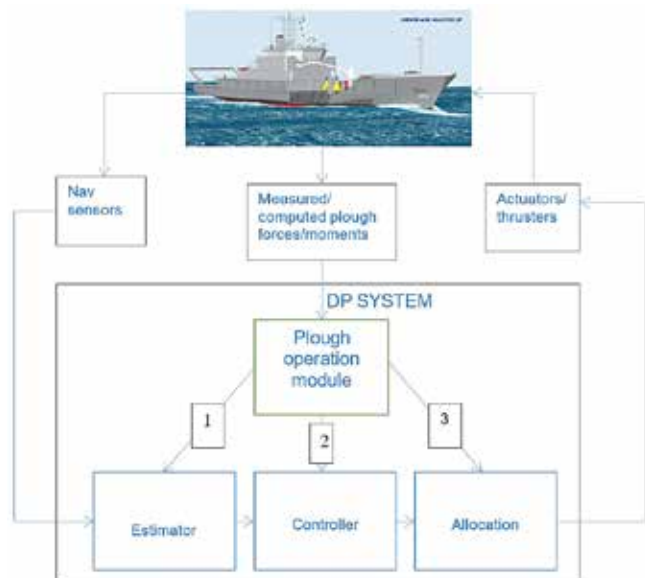 Nav
sensors
Measured/
computed plough
forces/moments
Actuators/
thrusters
DP SYSTEM
Plough
operation
module
1
2
3
Estimator
Controller
Allocation